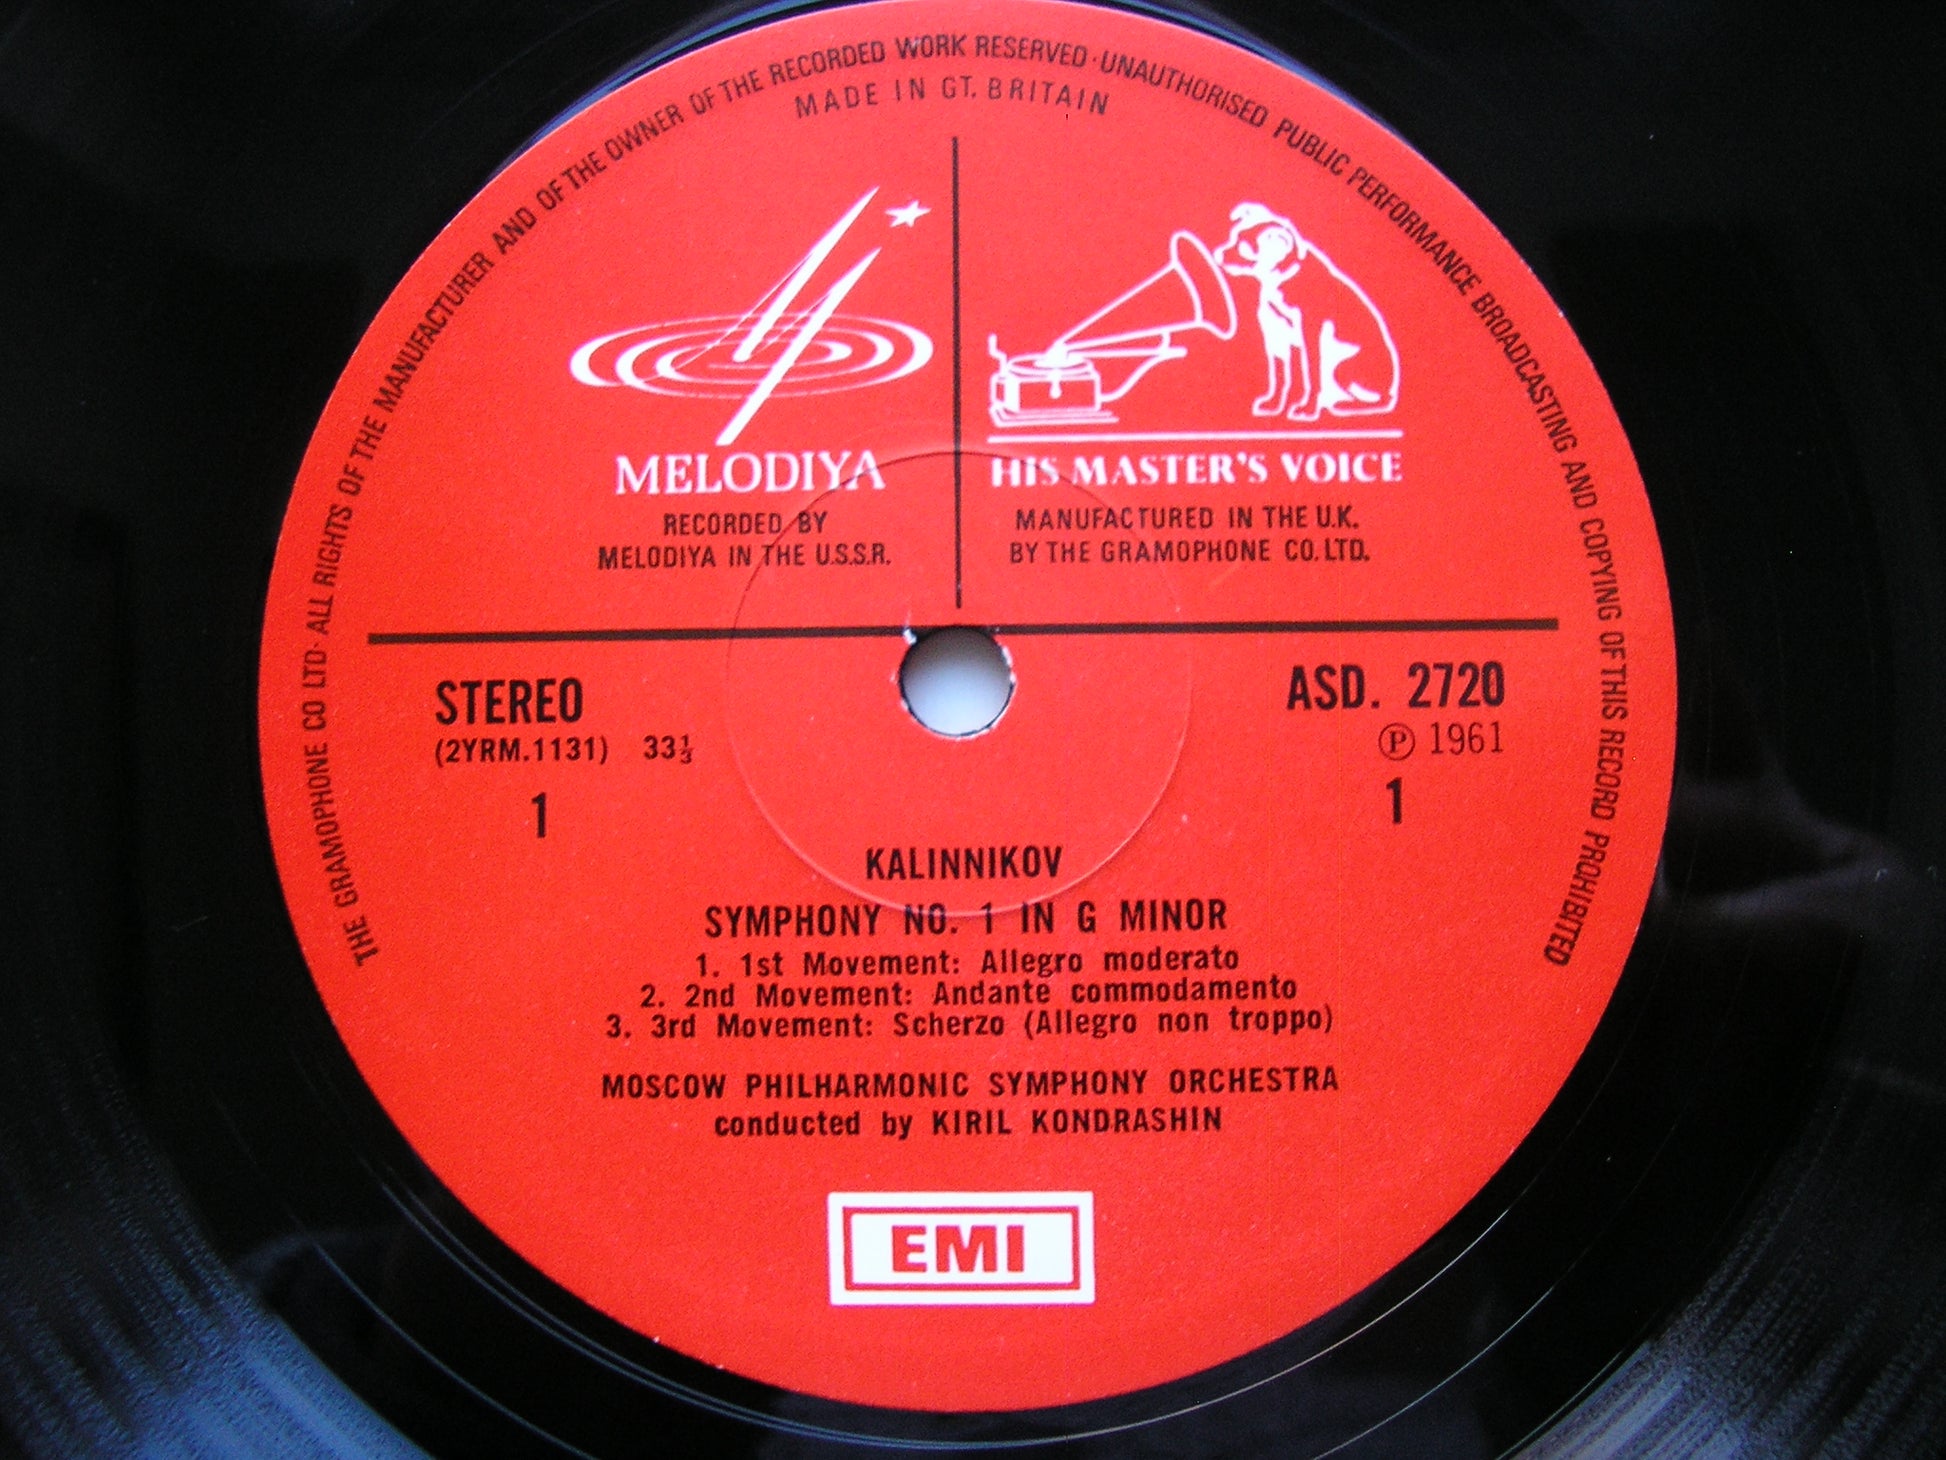 THE GRAMOPHONE CO LTD· ALL RIGHTS OF THE MANUFACTURER AND OF THE OWNER OF THE RECORDED WORK RESERVED · UNAUTHORISED PUBLIC PERFORMANCE BROADCASTING AND COPYING OF THIS RECORD PROHIBITED
MADE IN GT. BRITAIN
MELODIYA
RECORDED BY
MELODIYA IN THE U.S.S.R.
HIS MASTER'S VOICE
MANUFACTURED IN THE U.K.
BY THE GRAMOPHONE CO. LTD.
STEREO
(2YRM.1131) 33⅓
1
ASD. 2720
℗ 1961
1
KALINNIKOV
SYMPHONY NO. 1 IN G MINOR
1. 1st Movement: Allegro moderato
2. 2nd Movement: Andante commodamento
3. 3rd Movement: Scherzo (Allegro non troppo)
MOSCOW PHILHARMONIC SYMPHONY ORCHESTRA
conducted by KIRIL KONDRASHIN
EMI